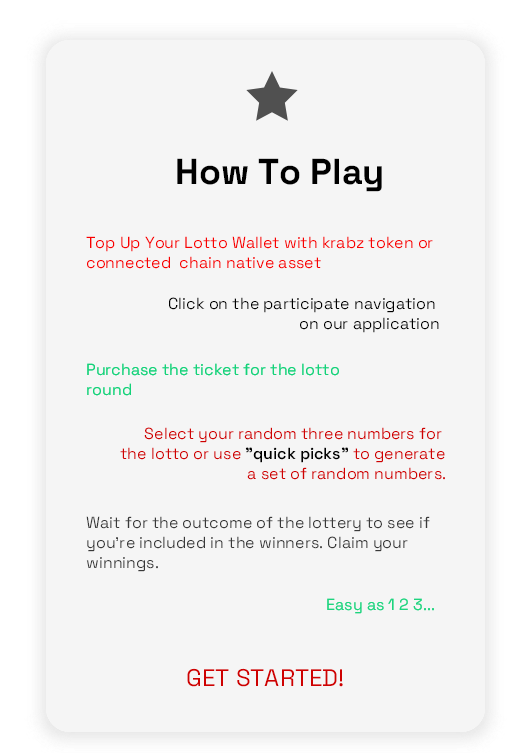 How To Play
Top Up Your Lotto Wallet with krabz token or
connected  chain native asset
Click on the participate navigation
on our application
Purchase the ticket for the lotto
round
Select your random three numbers for
the lotto or use ”quick picks” to generate
a set of random numbers.
Wait for the outcome of the lottery to see if
you’re included in the winners. Claim your
winnings.
Easy as 1 2 3...
GET STARTED!